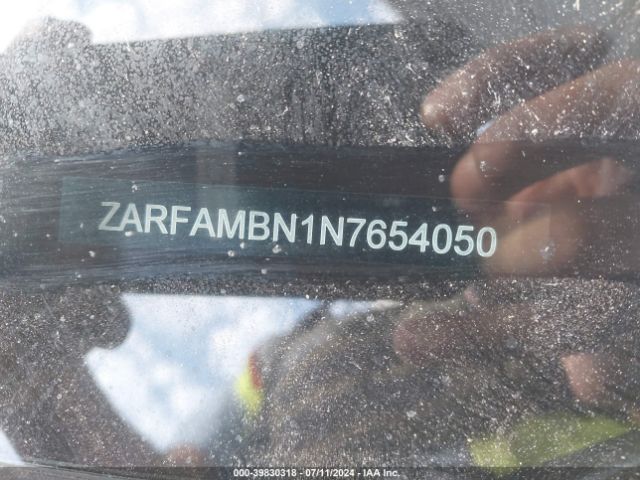 ZARFAMBN1N7654050
000-39830318 - 07/11/2024 - IAA Inc.